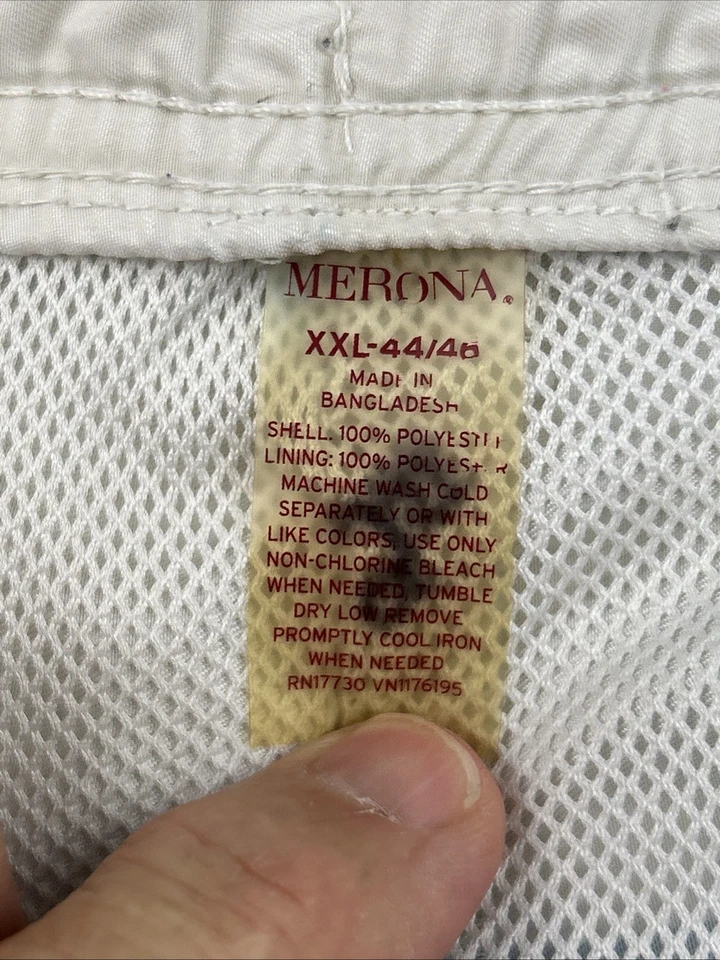 MERONA®
XXL-44/46
MADE IN
BANGLADESH
SHELL: 100% POLYESTER
LINING: 100% POLYESTER
MACHINE WASH COLD
SEPARATELY OR WITH
LIKE COLORS, USE ONLY
NON-CHLORINE BLEACH
WHEN NEEDED, TUMBLE
DRY LOW REMOVE
PROMPTLY COOL IRON
WHEN NEEDED
RN17730 VN1176195